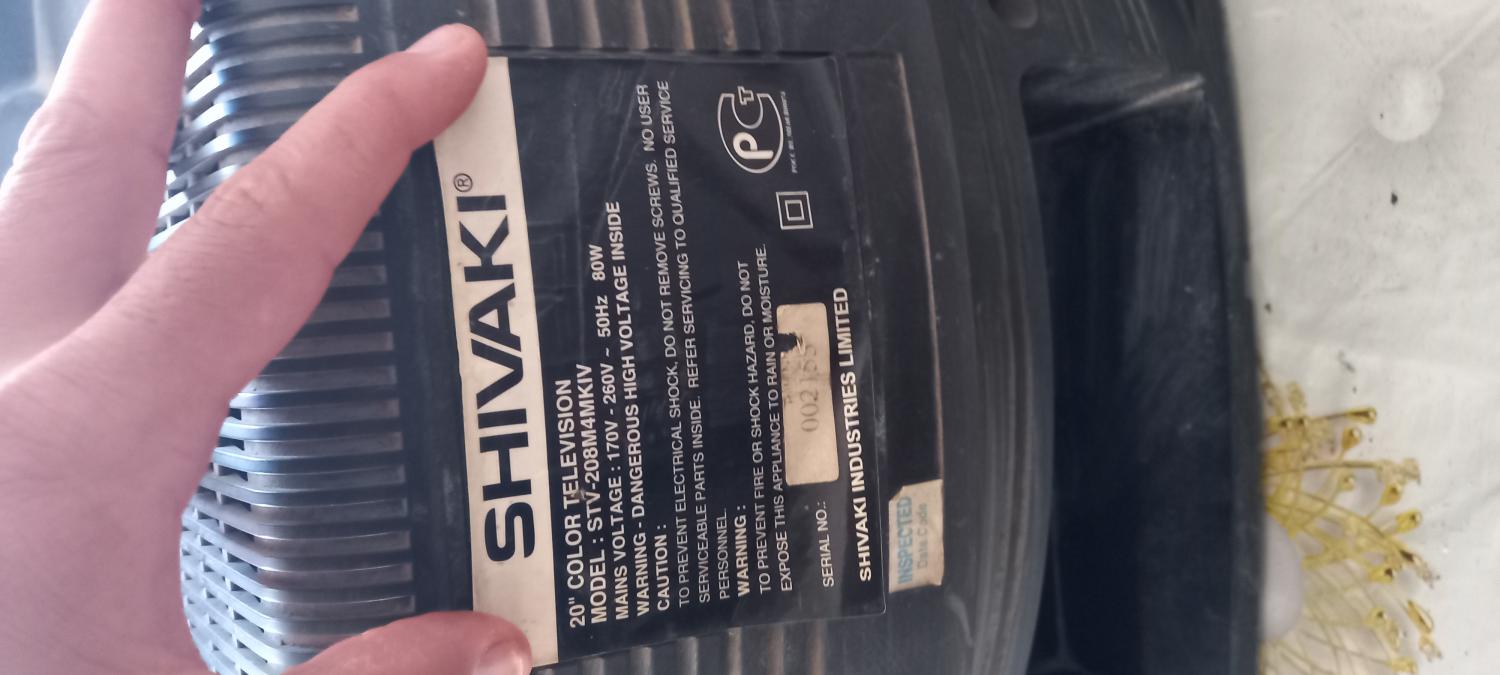 SHIVAKI®
20" COLOR TELEVISION
MODEL : STV-208M4MKIV
MAINS VOLTAGE : 170V - 260V ~ 50Hz 80W
WARNING - DANGEROUS HIGH VOLTAGE INSIDE
CAUTION :
TO PREVENT ELECTRICAL SHOCK, DO NOT REMOVE SCREWS. NO USER
SERVICEABLE PARTS INSIDE. REFER SERVICING TO QUALIFIED SERVICE
PERSONNEL.
WARNING :
TO PREVENT FIRE OR SHOCK HAZARD, DO NOT
EXPOSE THIS APPLIANCE TO RAIN OR MOISTURE.
SERIAL NO.:
SHIVAKI INDUSTRIES LIMITED
INSPECTED
Date Code